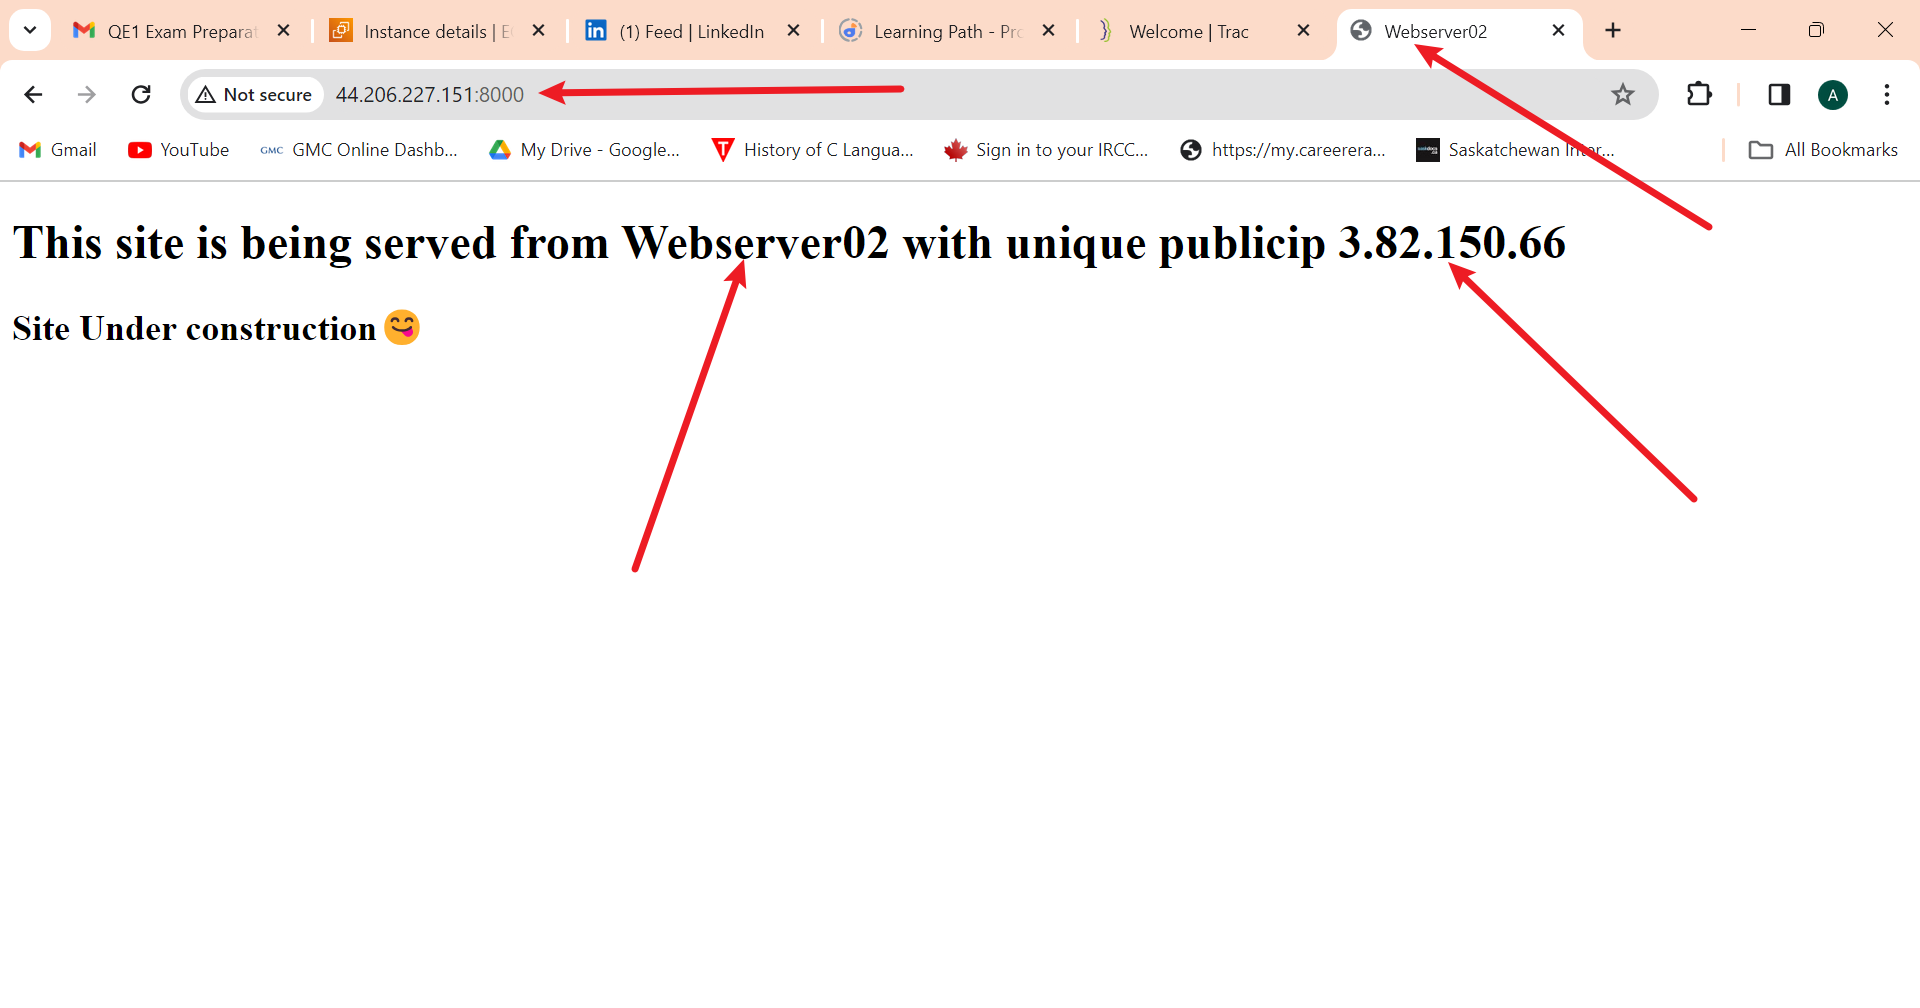 QE1 Exam Preparat
Instance details | E
(1) Feed | LinkedIn
Learning Path - Pro
Welcome | Trac
Webserver02
Not secure
44.206.227.151:8000
A
Gmail
YouTube
GMC
GMC Online Dashb...
My Drive - Google...
History of C Langua...
Sign in to your IRCC...
https://my.careerera...
Saskatchewan Inter...
All Bookmarks
This site is being served from Webserver02 with unique publicip 3.82.150.66
Site Under construction😋